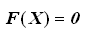 F(X) = 0